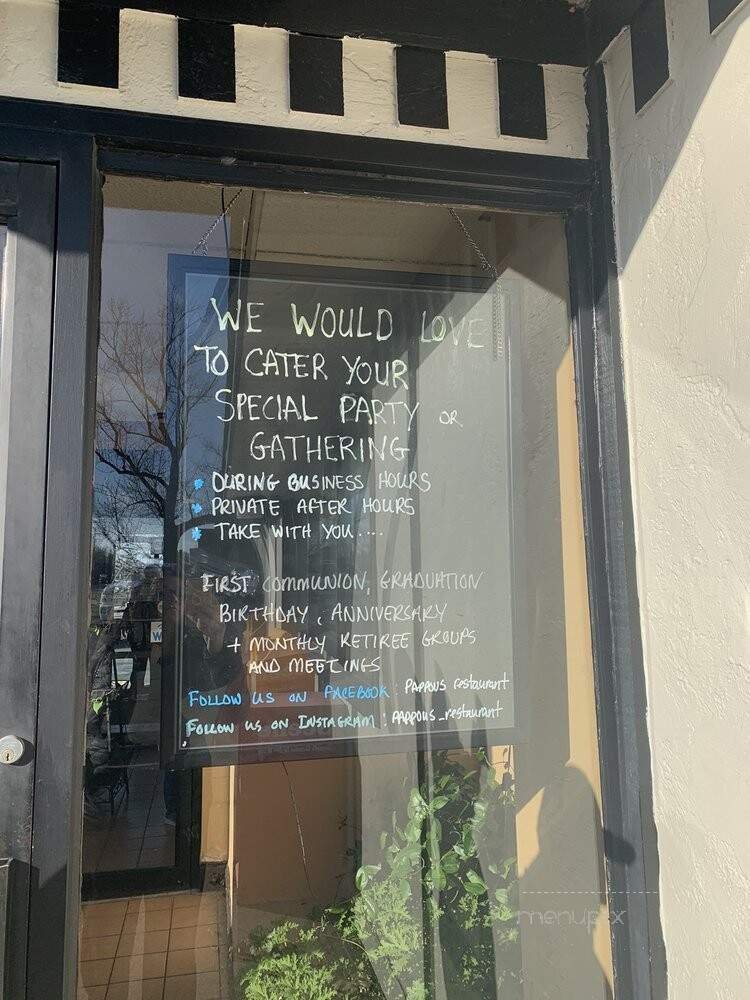 WE WOULD LOVE
TO CATER YOUR
SPECIAL PARTY OR
GATHERING
* DURING BUSINESS HOURS
* PRIVATE AFTER HOURS
* TAKE WITH YOU....
FIRST COMMUNION, GRADUATION
BIRTHDAY, ANNIVERSARY
+ MONTHLY RETIREE GROUPS
AND MEETINGS
FOLLOW US ON FACEBOOK: PAPPOUS restaurant
FOLLOW US ON INSTAGRAM: PAPPOUS_restaurant
menupix